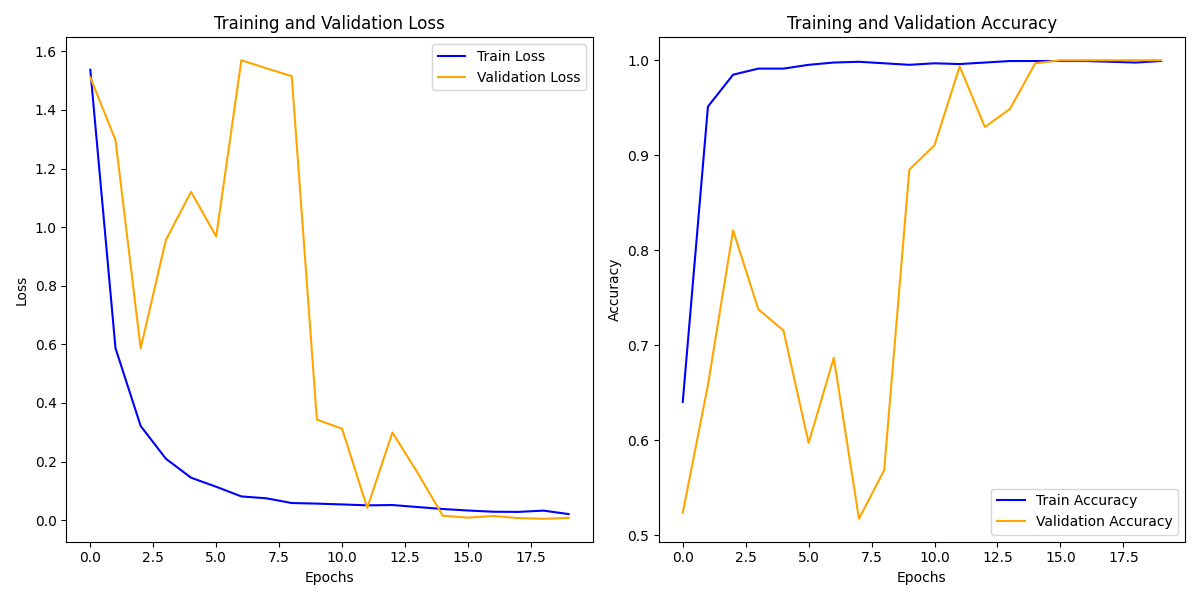 Training and Validation Loss
Train Loss
Validation Loss
1.6
1.4
1.2
1.0
0.8
0.6
0.4
0.2
0.0
Loss
0.0 2.5 5.0 7.5 10.0 12.5 15.0 17.5
Epochs
Training and Validation Accuracy
1.0
0.9
0.8
0.7
0.6
0.5
Accuracy
Train Accuracy
Validation Accuracy
0.0 2.5 5.0 7.5 10.0 12.5 15.0 17.5
Epochs